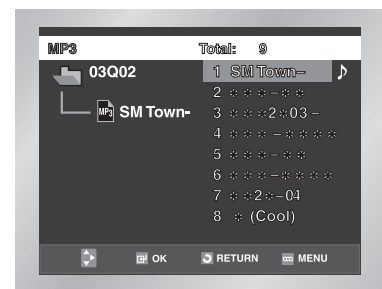 MP3 Total: 9
03Q02
MP3 SM Town-
1 SM Town–
2 ＊＊＊–＊＊
3 ＊＊＊2＊03 –
4 ＊＊＊–＊＊＊＊
5 ＊＊＊–＊＊
6 ＊＊＊–＊＊＊＊
7 ＊＊2＊–04
8 ＊ (Cool)
OK RETURN MENU